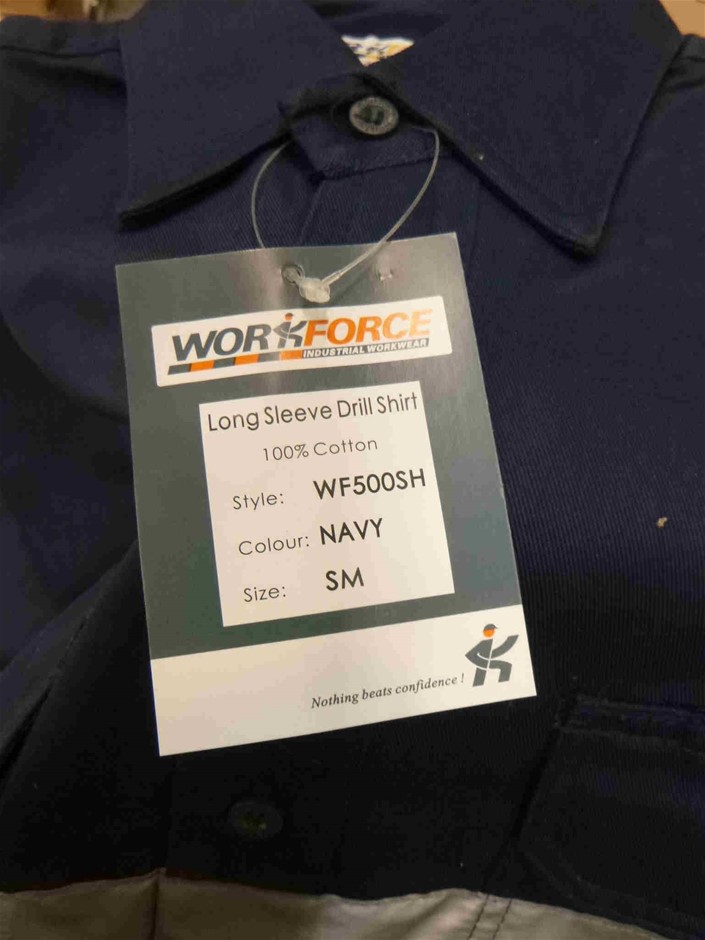 WORKFORCE
INDUSTRIAL WORKWEAR
Long Sleeve Drill Shirt
100% Cotton
Style: WF500SH
Colour: NAVY
Size: SM
Nothing beats confidence !